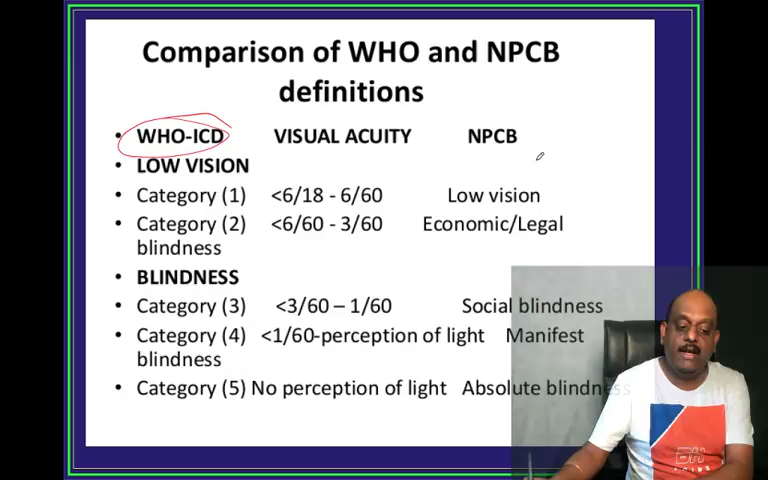 Comparison of WHO and NPCB
definitions
• WHO-ICD VISUAL ACUITY NPCB
• LOW VISION
• Category (1) <6/18 - 6/60 Low vision
• Category (2) <6/60 - 3/60 Economic/Legal
blindness
• BLINDNESS
• Category (3) <3/60 – 1/60 Social blindness
• Category (4) <1/60-perception of light Manifest
blindness
• Category (5) No perception of light Absolute blindness